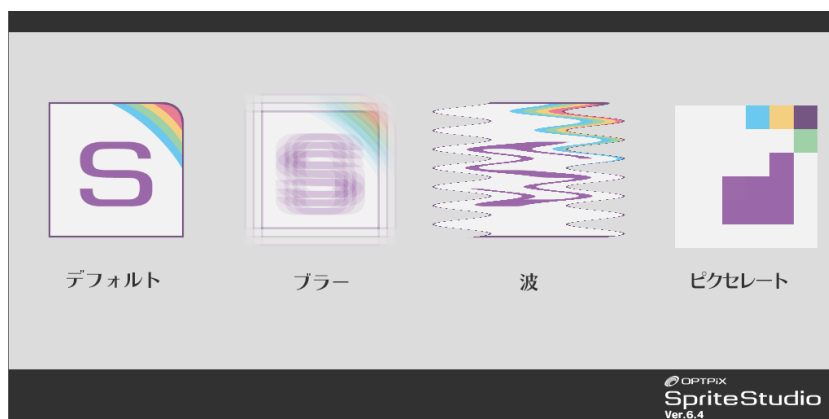 S
S
デフォルト
ブラー
波
ピクセレート
OPTPiX
SpriteStudio
Ver.6.4